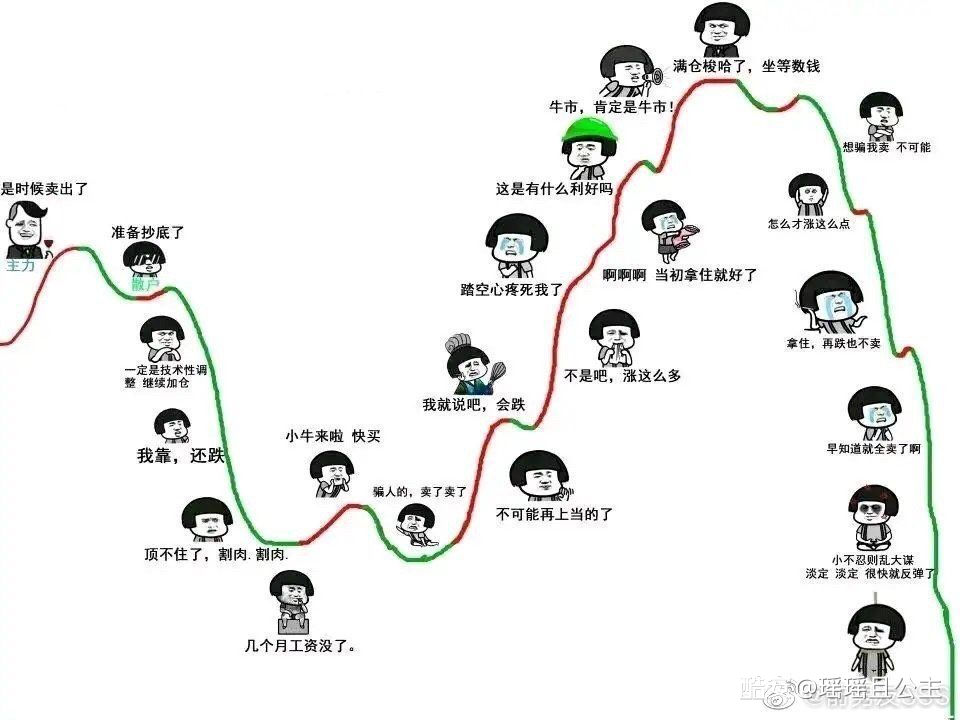 是时候卖出了
主力
准备抄底了
散户
一定是技术性调
整 继续加仓
我靠，还跌
顶不住了，割肉.割肉.
几个月工资没了。
小牛来啦 快买
骗人的，卖了卖了
我就说吧，会跌
不可能再上当的了
不是吧，涨这么多
踏空心疼死我了
啊啊啊 当初拿住就好了
这是有什么利好吗
牛市，肯定是牛市！
满仓梭哈了，坐等数钱
想骗我卖 不可能
怎么才涨这么点
拿住，再跌也不卖
早知道就全卖了啊
小不忍则乱大谋
淡定 淡定 很快就反弹了
@瑶瑶且公主